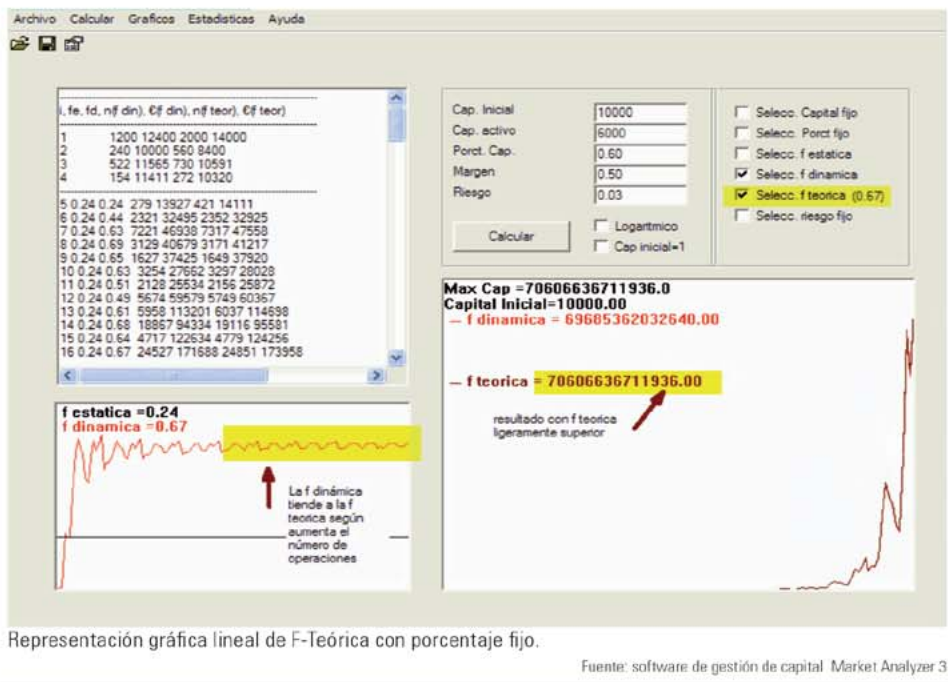 Archivo Calcular Graficos Estadisticas Ayuda
i, fe, fd, n(f din), €(f din), n(f teor), €(f teor)
1 1200 12400 2000 14000
2 240 10000 560 8400
3 522 11565 730 10591
4 154 11411 272 10320
5 0.24 0.24 279 13927 421 14111
6 0.24 0.44 2321 32495 2352 32925
7 0.24 0.63 7221 46938 7317 47558
8 0.24 0.69 3129 40679 3171 41217
9 0.24 0.65 1627 37425 1649 37920
10 0.24 0.63 3254 27662 3297 28028
11 0.24 0.51 2128 25534 2156 25872
12 0.24 0.49 5674 59579 5749 60367
13 0.24 0.61 5958 113201 6037 114698
14 0.24 0.68 18867 94334 19116 95581
15 0.24 0.64 4717 122634 4779 124256
16 0.24 0.67 24527 171688 24851 173958
Cap. Inicial 10000
Cap. activo 6000
Porct. Cap. 0.60
Margen 0.50
Riesgo 0.03
Calcular
Logaritmico
Cap inicial=1
Selecc. Capital fijo
Selecc. Porct fijo
Selecc. f estatica
Selecc. f dinamica
Selecc. f teorica (0.67)
Selecc. riesgo fijo
f estatica =0.24
f dinamica =0.67
La f dinámica
tiende a la f
teorica según
aumenta el
número de
operaciones
Max Cap =70606636711936.0
Capital Inicial=10000.00
— f dinamica = 69685362032640.00
— f teorica = 70606636711936.00
resultado con f teorica
ligeramente superior
Representación gráfica lineal de F-Teórica con porcentaje fijo.
Fuente: software de gestión de capital Market Analyzer 3